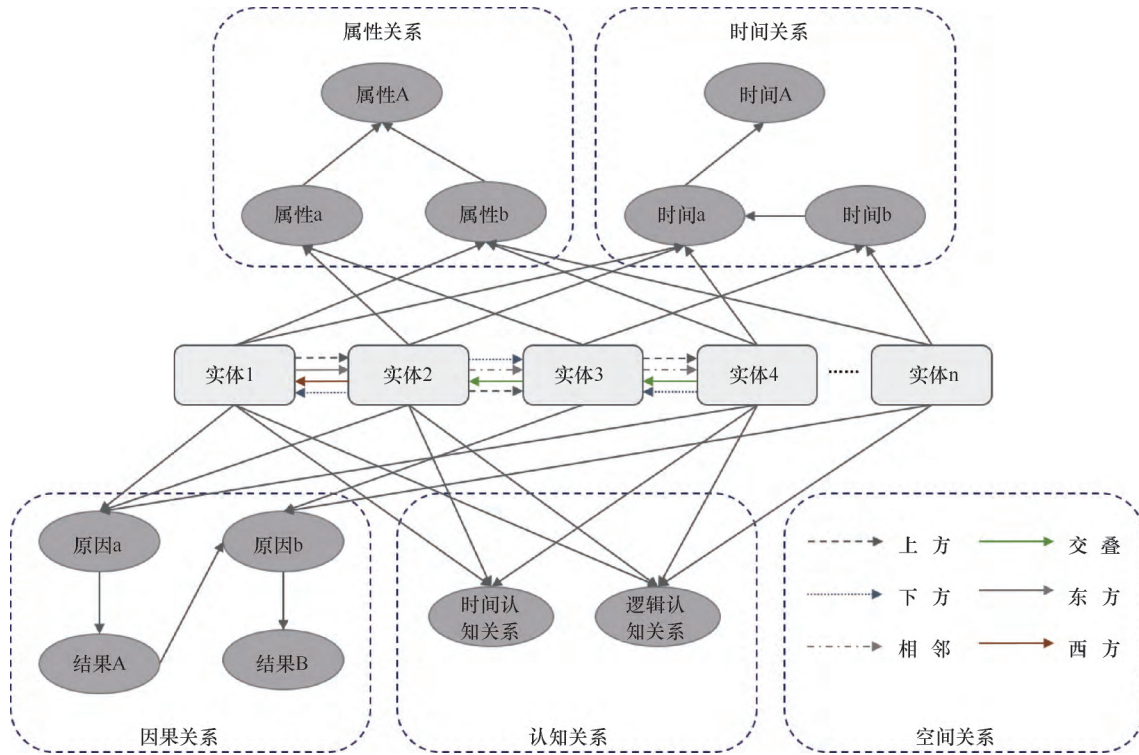 属性关系
时间关系
属性A
时间A
属性a
属性b
时间a
时间b
实体1
实体2
实体3
实体4
......
实体n
原因a
原因b
结果A
结果B
因果关系
时间认
知关系
逻辑认
知关系
认知关系
上 方
交 叠
下 方
东 方
相 邻
西 方
空间关系